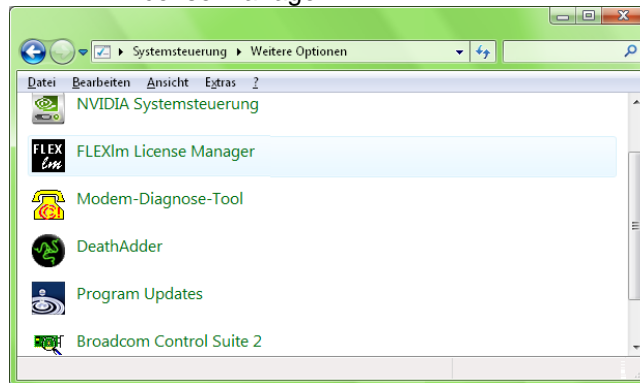 Systemsteuerung Weitere Optionen
Datei Bearbeiten Ansicht Extras ?
NVIDIA Systemsteuerung
FLEX lm
FLEXlm License Manager
Modem-Diagnose-Tool
DeathAdder
Program Updates
Broadcom Control Suite 2